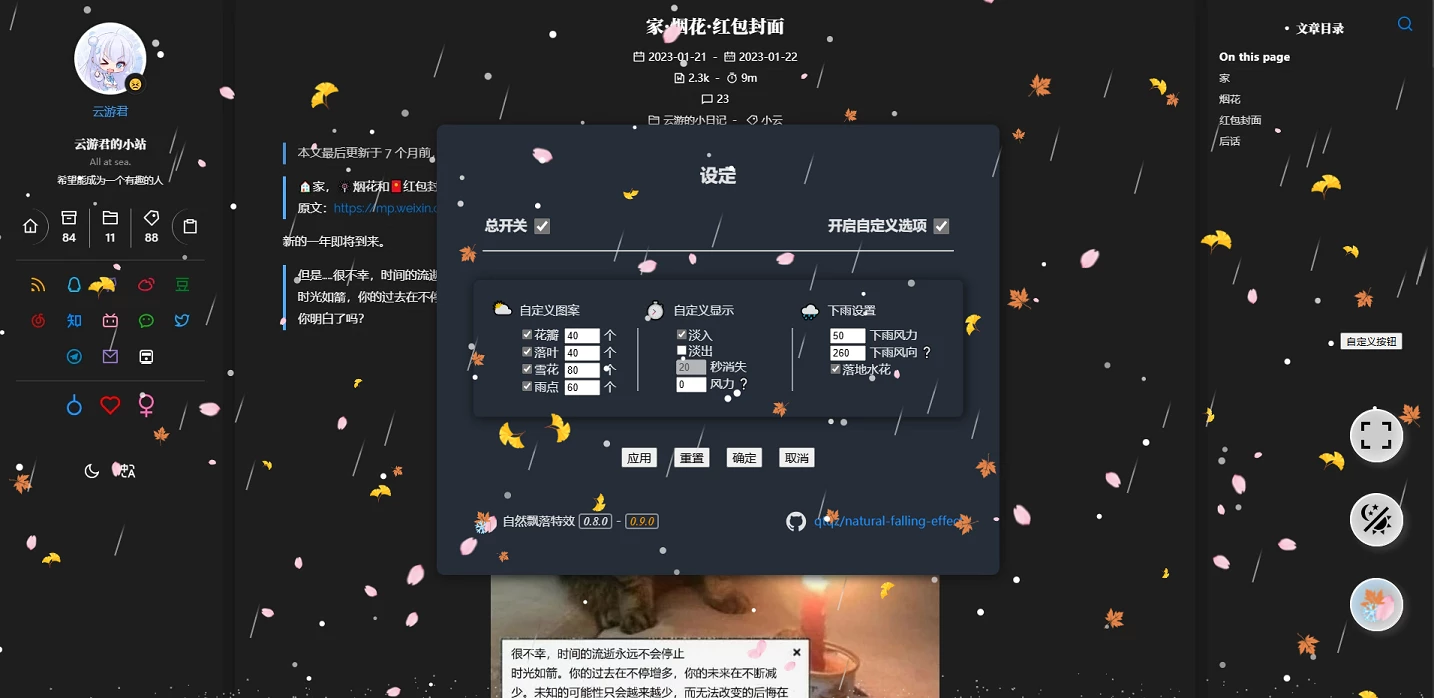 云游君
云游君的小站
All at sea.
希望能成为一个有趣的人
84
11
88
知
豆
家·烟花·红包封面
2023-01-21 - 2023-01-22
2.3k - 9m
23
云游的小日记 - 小云
本文最后更新于 7 个月前
家，烟花和红包封
原文：https://mp.weixin.
新的一年即将到来。
但是……很不幸，时间的流逝
时光如箭，你的过去在不停
你明白了吗？
设定
总开关
开启自定义选项
自定义图案
花瓣 40 个
落叶 40 个
雪花 80 个
雨点 60 个
自定义显示
淡入
淡出
20 秒消失
0 风力 ？
下雨设置
50 下雨风力
260 下雨风向 ？
落地水花
应用 重置 确定 取消
自然飘落特效 0.8.0 - 0.9.0
qtqz/natural-falling-effec
很不幸，时间的流逝永远不会停止
时光如箭。你的过去在不停增多，你的未来在不断减
少。未知的可能性只会越来越少，而无法改变的后悔在
文章目录
On this page
家
烟花
红包封面
后话
自定义按钮